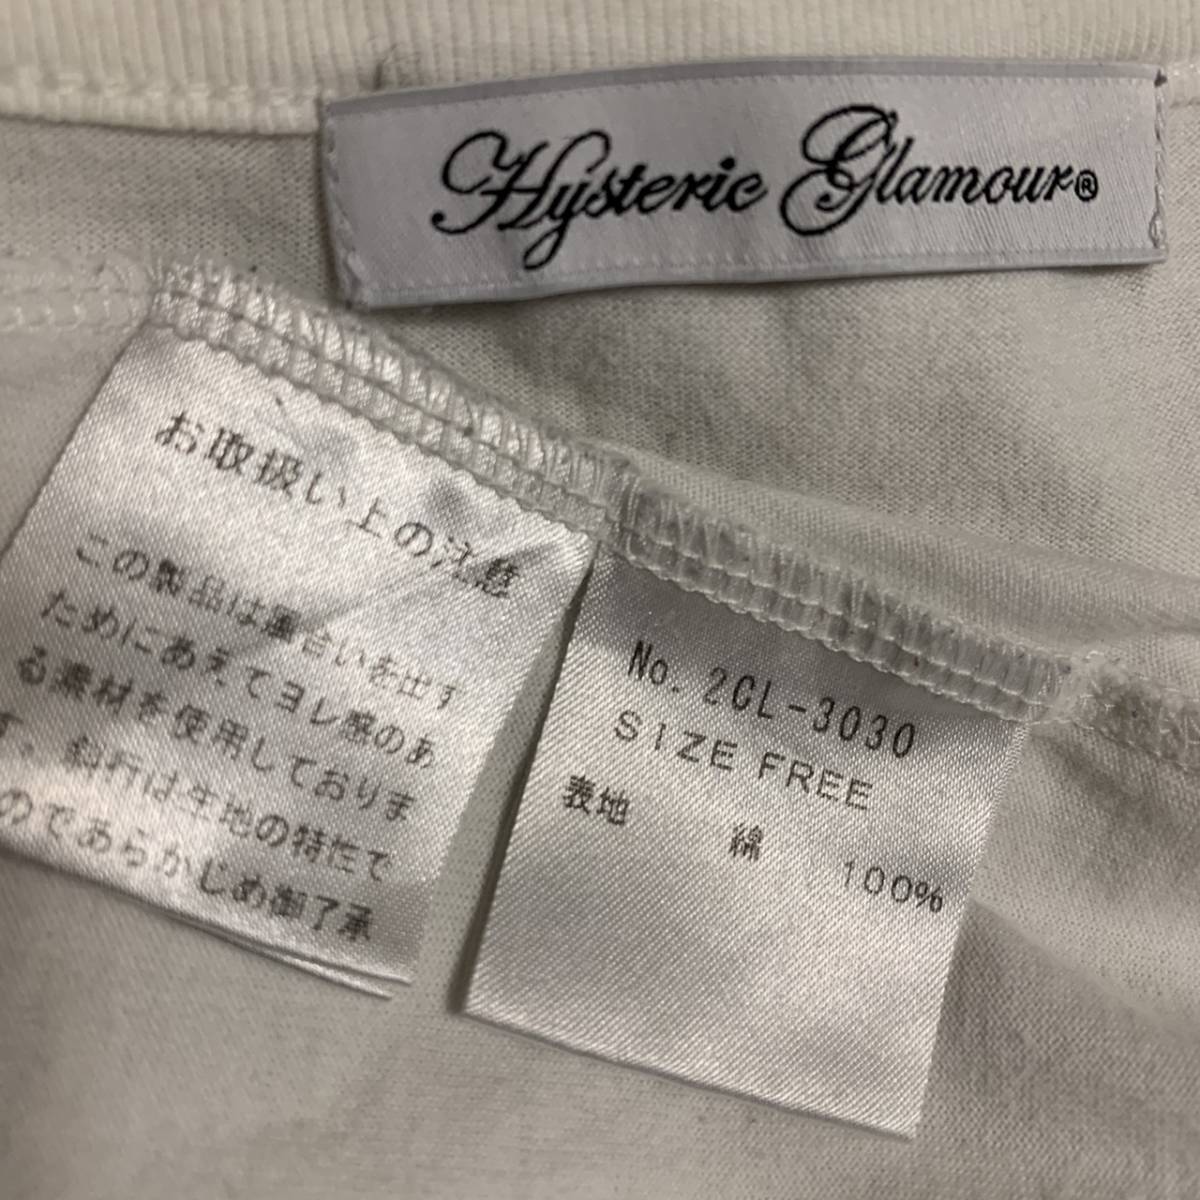 Hysteric Glamour®
お取扱い上の注意
この製品は風合いを出す
ためにあえてヨレ感のあ
る素材を使用しておりま
す。斜行は生地の特性で
のであらかじめ御了承
No. 2CL-3030
SIZE FREE
表地 綿 100%